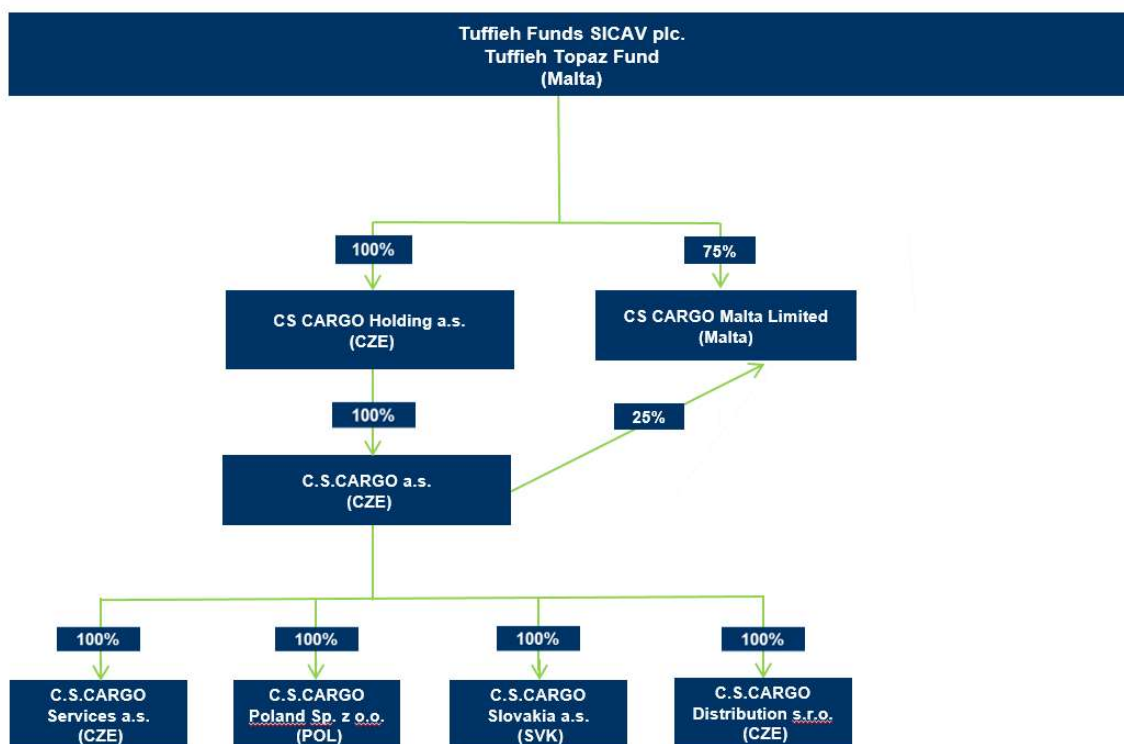 Tuffieh Funds SICAV plc.
Tuffieh Topaz Fund
(Malta)
100%
75%
CS CARGO Holding a.s.
(CZE)
CS CARGO Malta Limited
(Malta)
100%
25%
C.S.CARGO a.s.
(CZE)
100%
100%
100%
100%
C.S.CARGO
Services a.s.
(CZE)
C.S.CARGO
Poland Sp. z o.o.
(POL)
C.S.CARGO
Slovakia a.s.
(SVK)
C.S.CARGO
Distribution s.r.o.
(CZE)